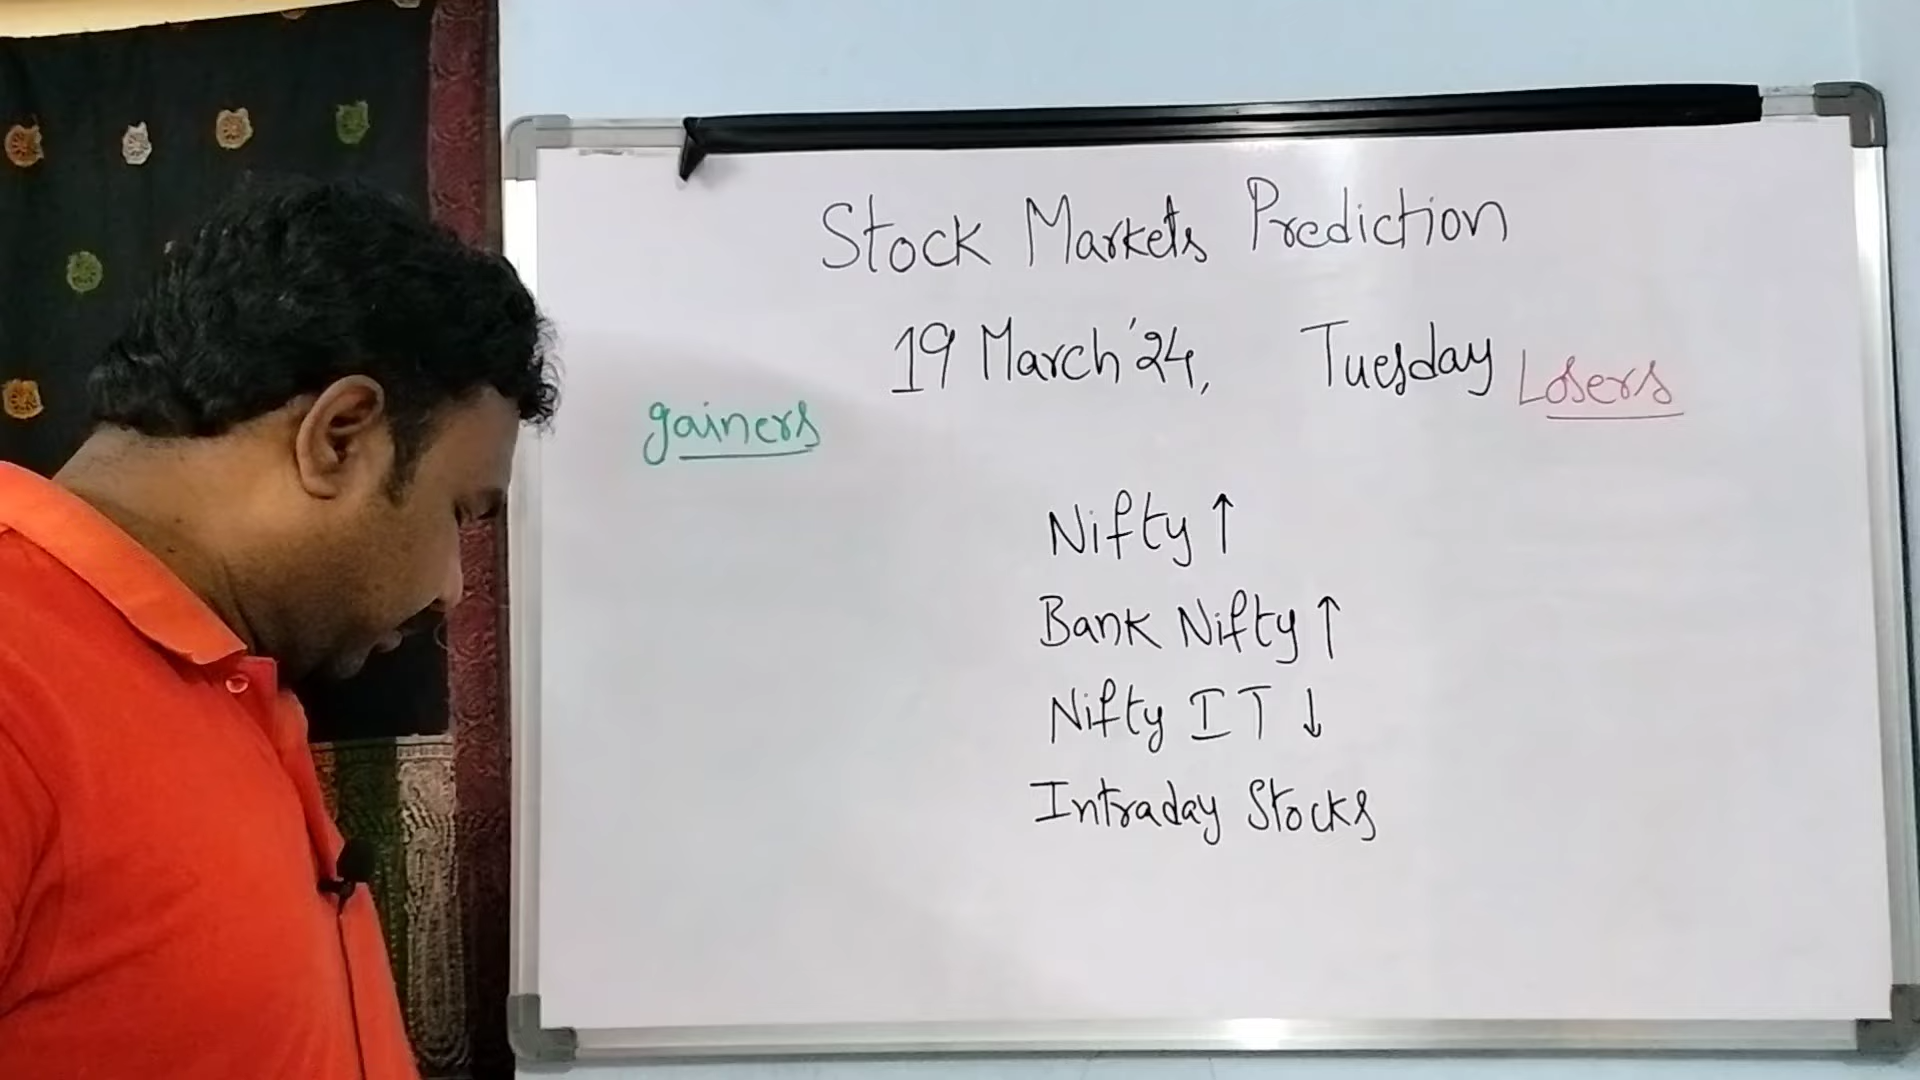 Stock Markets Prediction
19 March '24, Tuesday
gainers
Losers
Nifty ↑
Bank Nifty ↑
Nifty IT ↓
Intraday Stocks